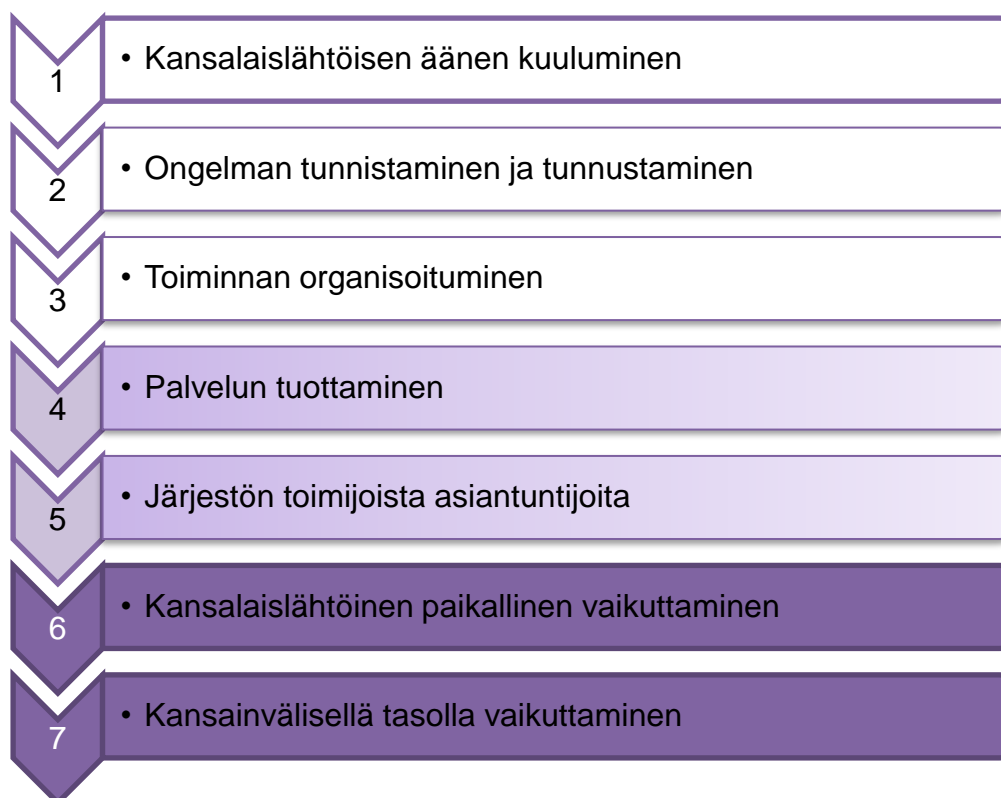 1 • Kansalaislähtöisen äänen kuuluminen
2 • Ongelman tunnistaminen ja tunnustaminen
3 • Toiminnan organisoituminen
4 • Palvelun tuottaminen
5 • Järjestön toimijoista asiantuntijoita
6 • Kansalaislähtöinen paikallinen vaikuttaminen
7 • Kansainvälisellä tasolla vaikuttaminen